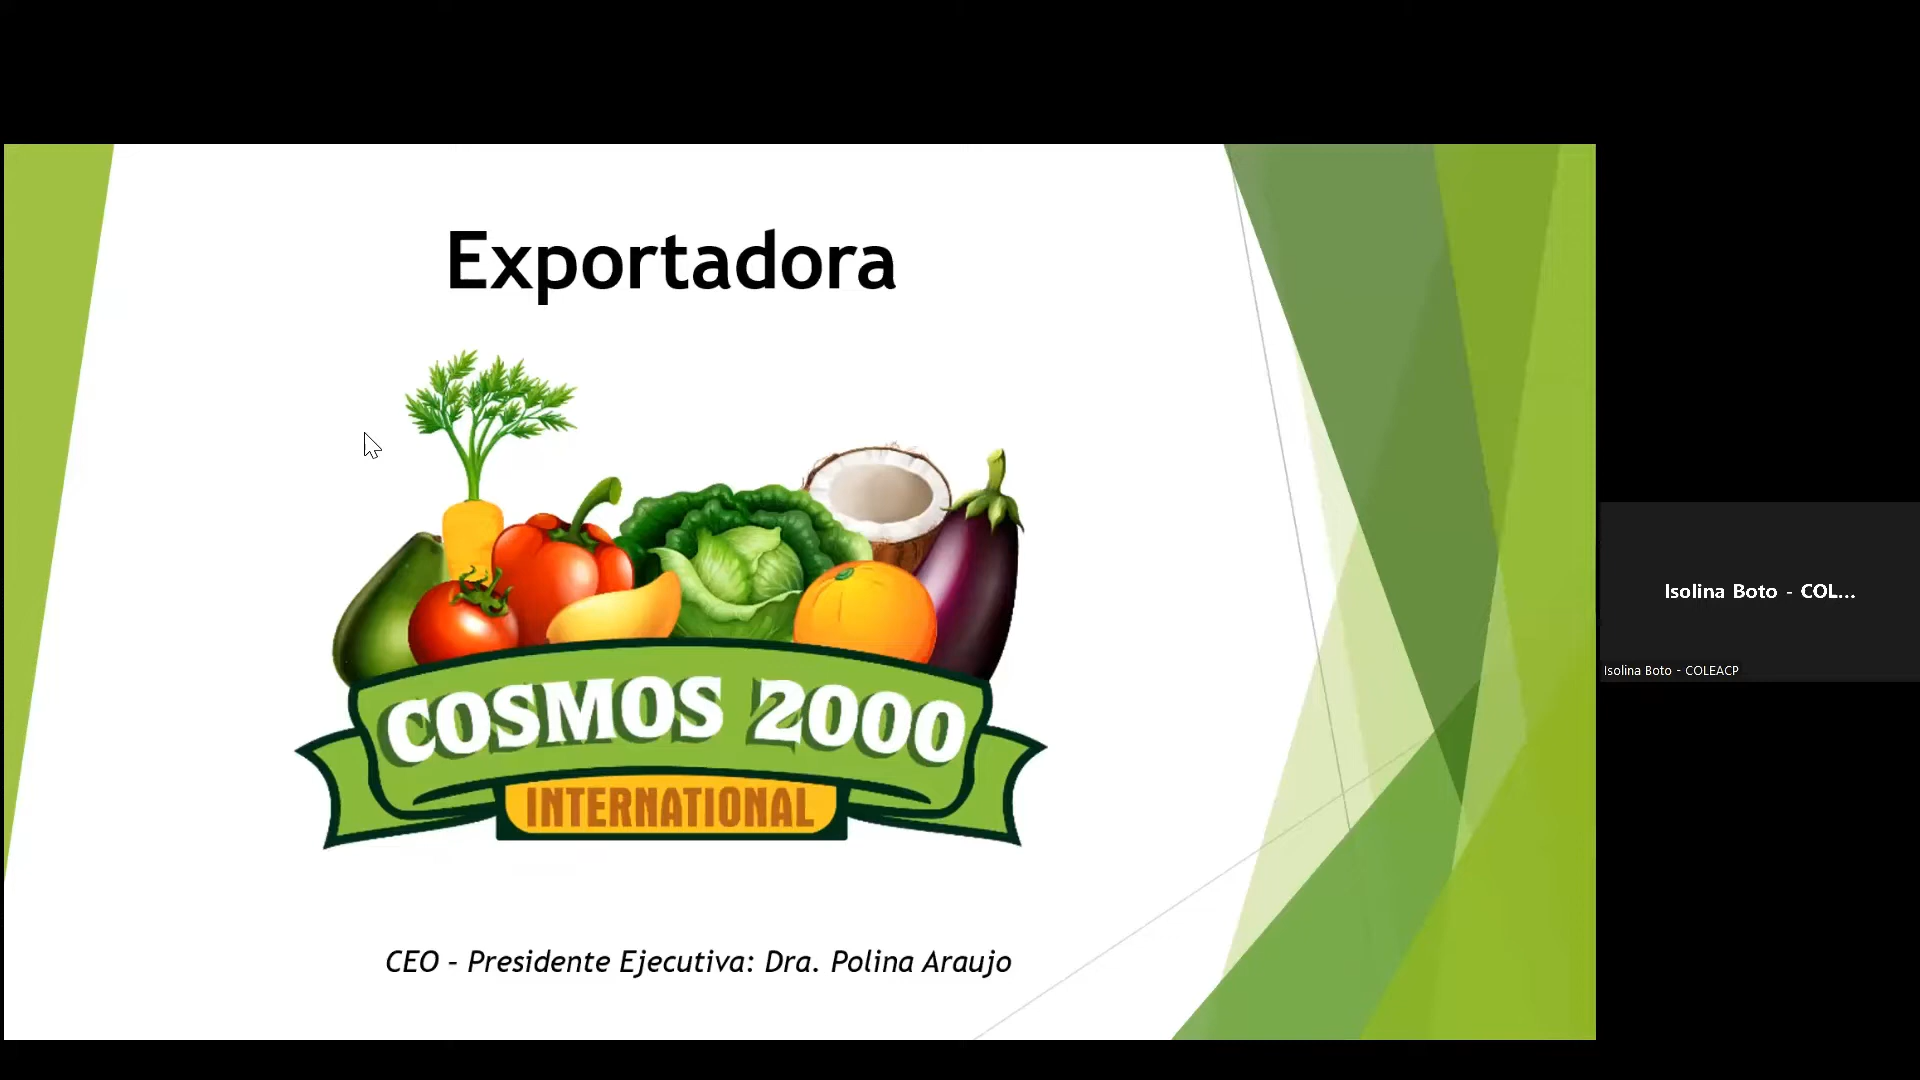 Exportadora
COSMOS 2000
INTERNATIONAL
CEO – Presidente Ejecutiva: Dra. Polina Araujo
Isolina Boto - COL...
Isolina Boto - COLEACP